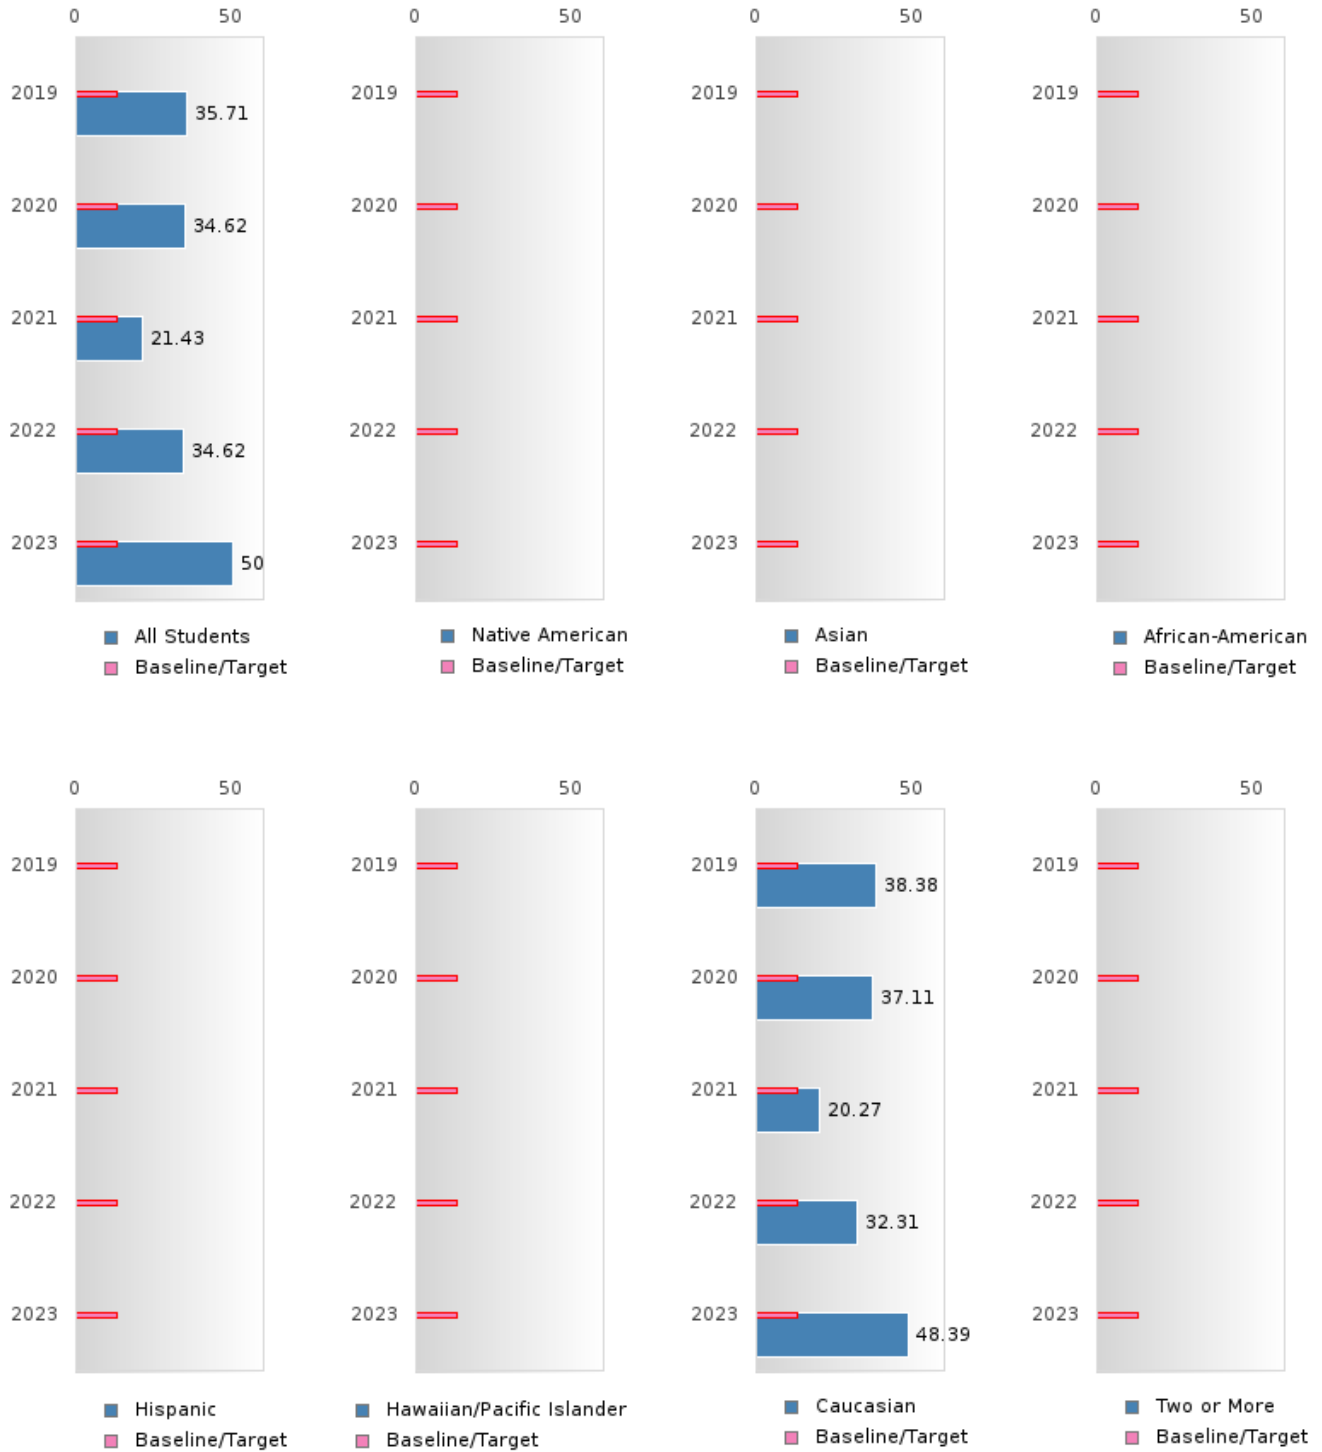 0 50 0 50 0 50 0 50
2019 35.71 2019 2019 2019
2020 34.62 2020 2020 2020
2021 21.43 2021 2021 2021
2022 34.62 2022 2022 2022
2023 50 2023 2023 2023
All Students Native American Asian African-American
Baseline/Target Baseline/Target Baseline/Target Baseline/Target
0 50 0 50 0 50 0 50
2019 2019 2019 38.38 2019
2020 2020 2020 37.11 2020
2021 2021 2021 20.27 2021
2022 2022 2022 32.31 2022
2023 2023 2023 48.39 2023
Hispanic Hawaiian/Pacific Islander Caucasian Two or More
Baseline/Target Baseline/Target Baseline/Target Baseline/Target